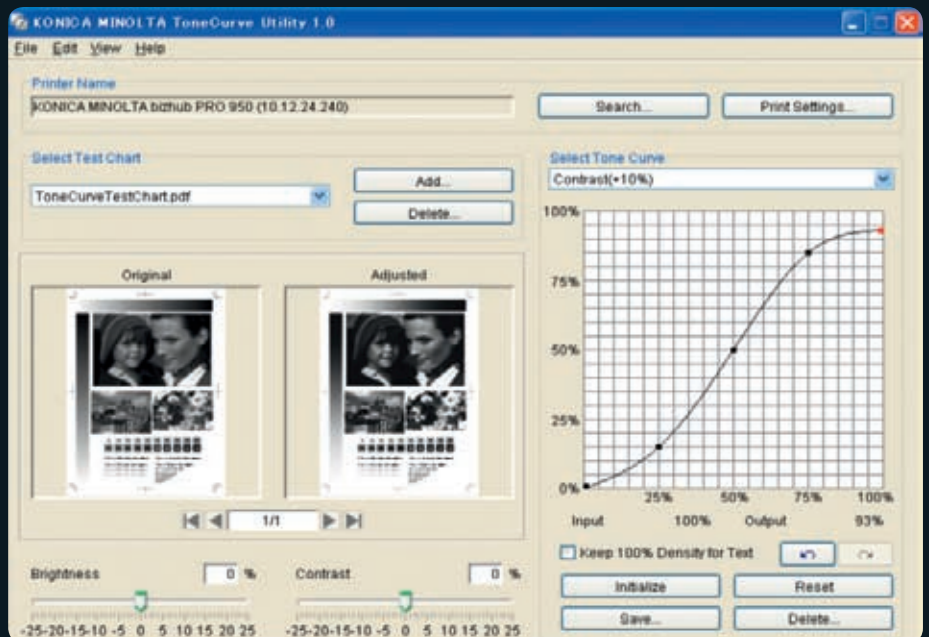 KONICA MINOLTA ToneCurve Utility 1.0
File Edit View Help
Printer Name
KONICA MINOLTA bizhub PRO 950 (10.12.24.240)
Search...
Print Settings...
Select Test Chart
ToneCurveTestChart.pdf
Add...
Delete...
Original
Adjusted
1/1
Brightness
0 %
-25-20-15-10 -5 0 5 10 15 20 25
Contrast
0 %
-25-20-15-10 -5 0 5 10 15 20 25
Select Tone Curve
Contrast(+10%)
100%
75%
50%
25%
0%
25% 50% 75% 100%
Input 100% Output 93%
Keep 100% Density for Text
Initialize
Reset
Save...
Delete...